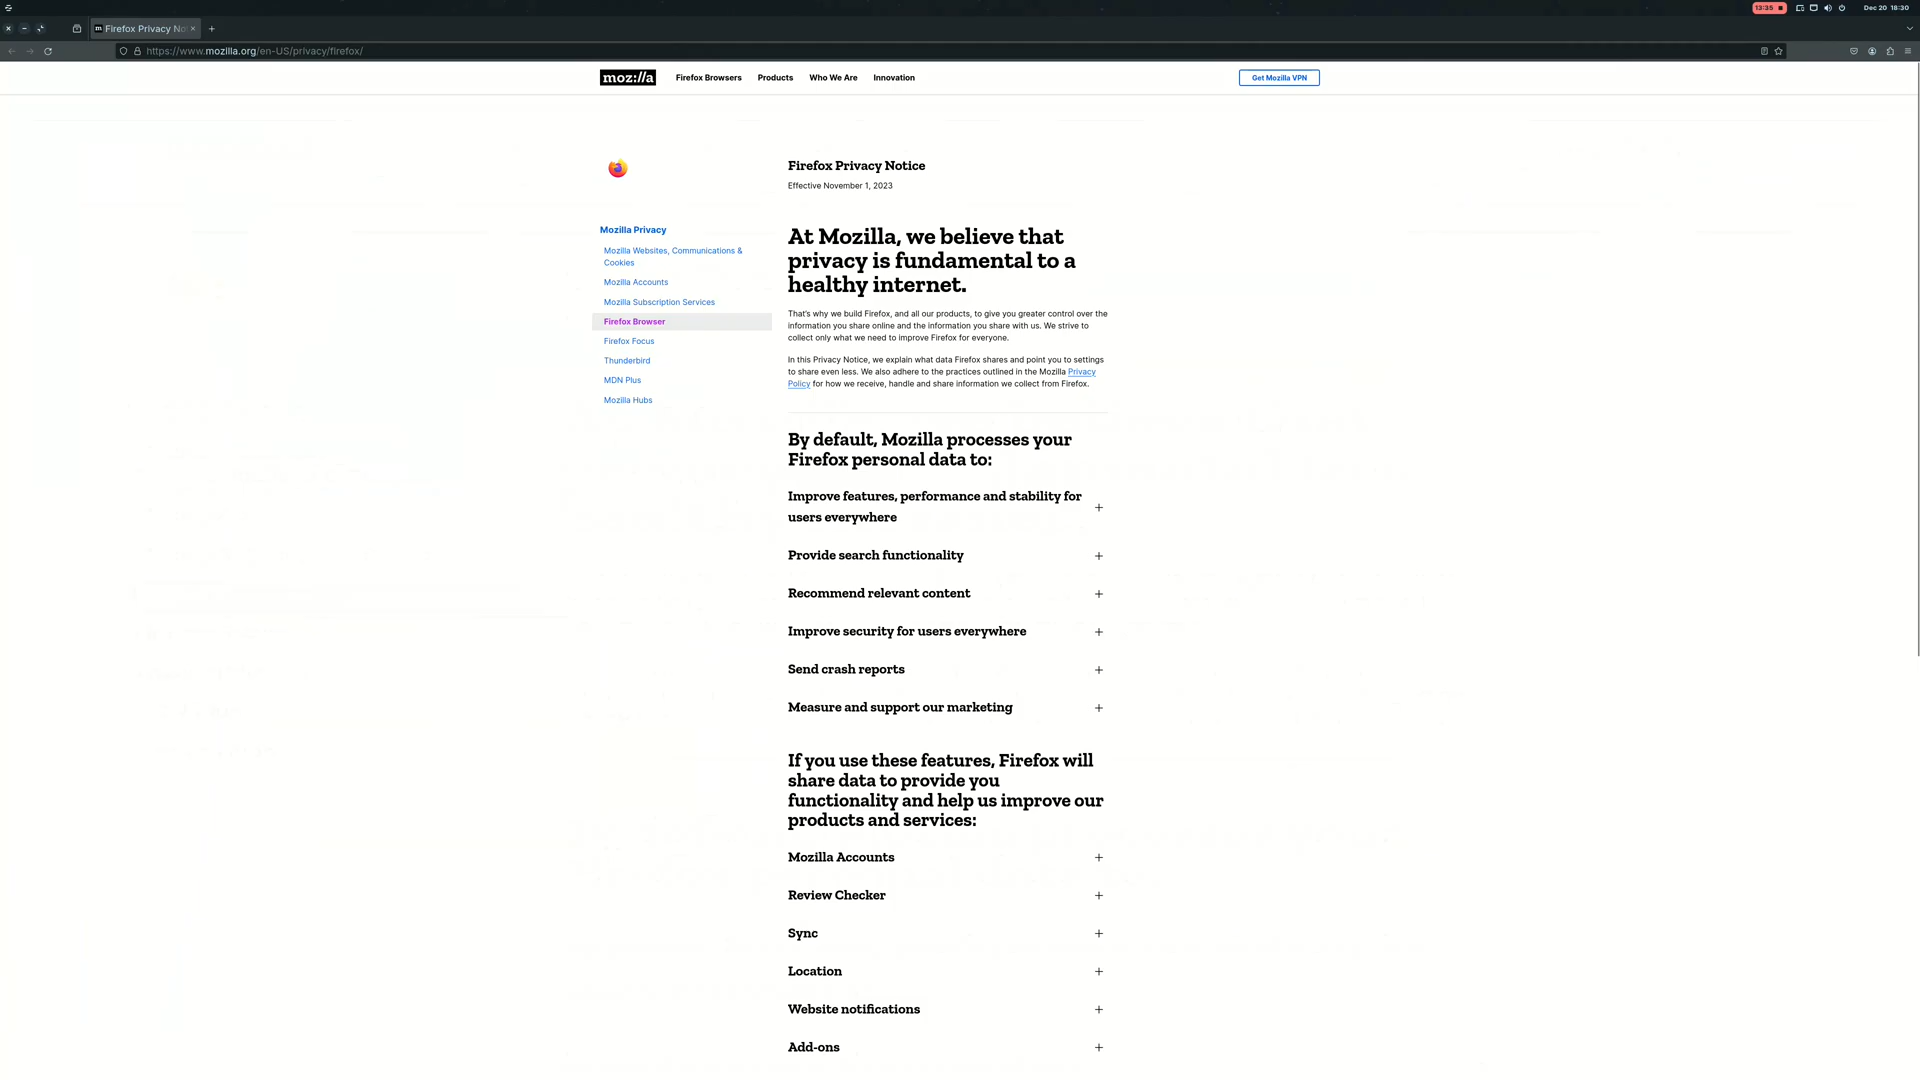 13:35
Dec 20 18:30
Firefox Privacy No
https://www.mozilla.org/en-US/privacy/firefox/
moz://a
Firefox Browsers
Products
Who We Are
Innovation
Get Mozilla VPN
Firefox Privacy Notice
Effective November 1, 2023
Mozilla Privacy
Mozilla Websites, Communications &
Cookies
Mozilla Accounts
Mozilla Subscription Services
Firefox Browser
Firefox Focus
Thunderbird
MDN Plus
Mozilla Hubs
At Mozilla, we believe that
privacy is fundamental to a
healthy internet.
That's why we build Firefox, and all our products, to give you greater control over the
information you share online and the information you share with us. We strive to
collect only what we need to improve Firefox for everyone.
In this Privacy Notice, we explain what data Firefox shares and point you to settings
to share even less. We also adhere to the practices outlined in the Mozilla Privacy
Policy for how we receive, handle and share information we collect from Firefox.
By default, Mozilla processes your
Firefox personal data to:
Improve features, performance and stability for
users everywhere
Provide search functionality
Recommend relevant content
Improve security for users everywhere
Send crash reports
Measure and support our marketing
If you use these features, Firefox will
share data to provide you
functionality and help us improve our
products and services:
Mozilla Accounts
Review Checker
Sync
Location
Website notifications
Add-ons